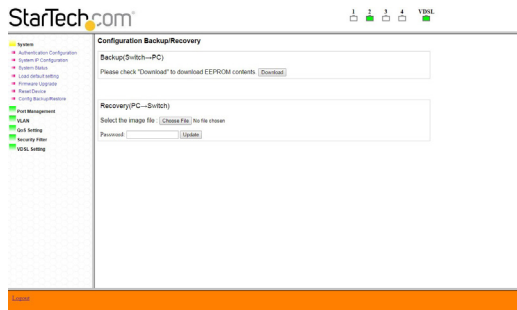 StarTech.com
1 2 3 4 VDSL
System
Authentication Configuration
System IP Configuration
System Status
Load default setting
Firmware Upgrade
Reset Device
Config Backup/Restore
Port Management
VLAN
QoS Setting
Security Filter
VDSL Setting
Configuration Backup/Recovery
Backup(Switch→PC)
Please check "Download" to download EEPROM contents Download
Recovery(PC→Switch)
Select the image file : Choose File No file chosen
Password: Update
Logout